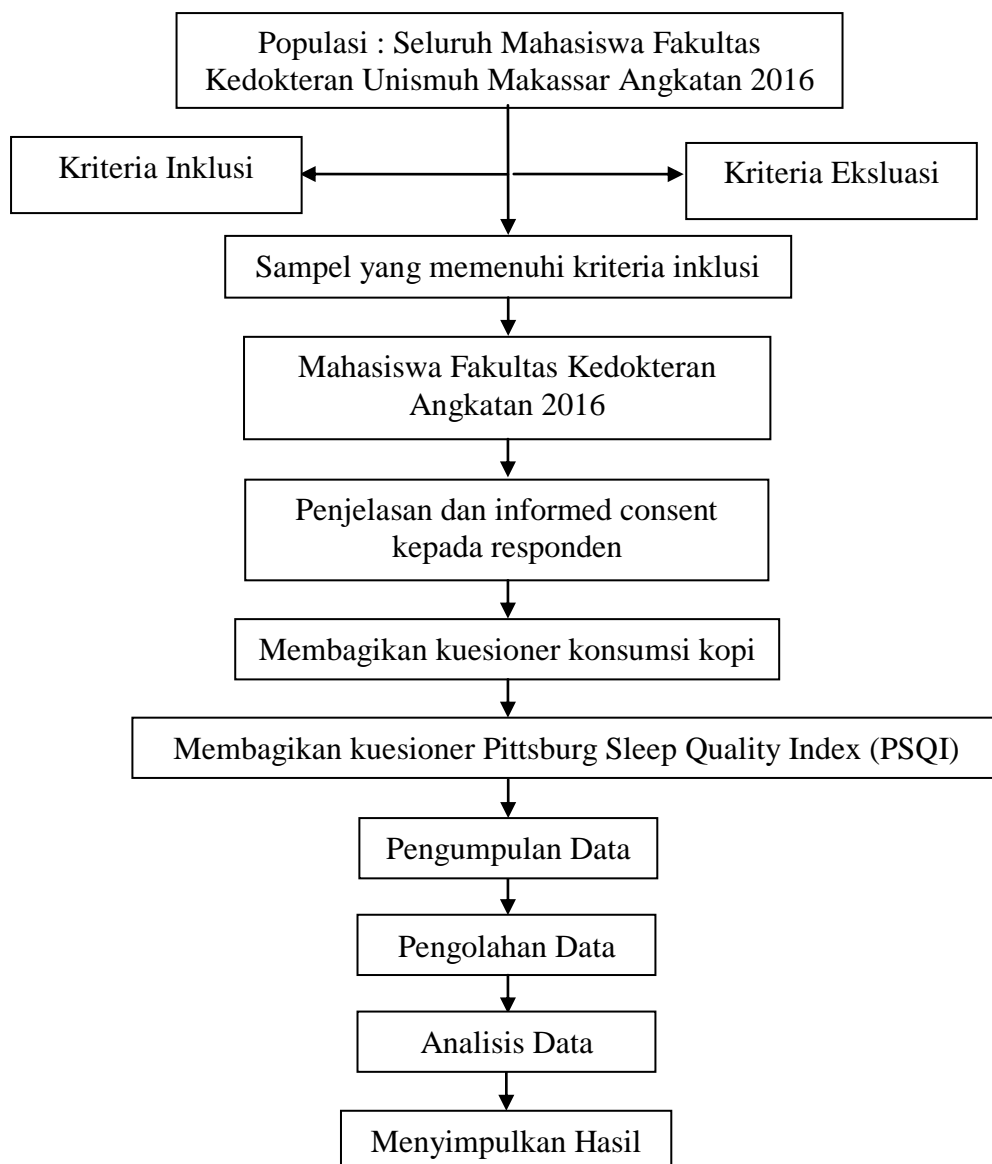 Populasi : Seluruh Mahasiswa Fakultas
Kedokteran Unismuh Makassar Angkatan 2016
Kriteria Inklusi
Kriteria Eksluasi
Sampel yang memenuhi kriteria inklusi
Mahasiswa Fakultas Kedokteran
Angkatan 2016
Penjelasan dan informed consent
kepada responden
Membagikan kuesioner konsumsi kopi
Membagikan kuesioner Pittsburg Sleep Quality Index (PSQI)
Pengumpulan Data
Pengolahan Data
Analisis Data
Menyimpulkan Hasil